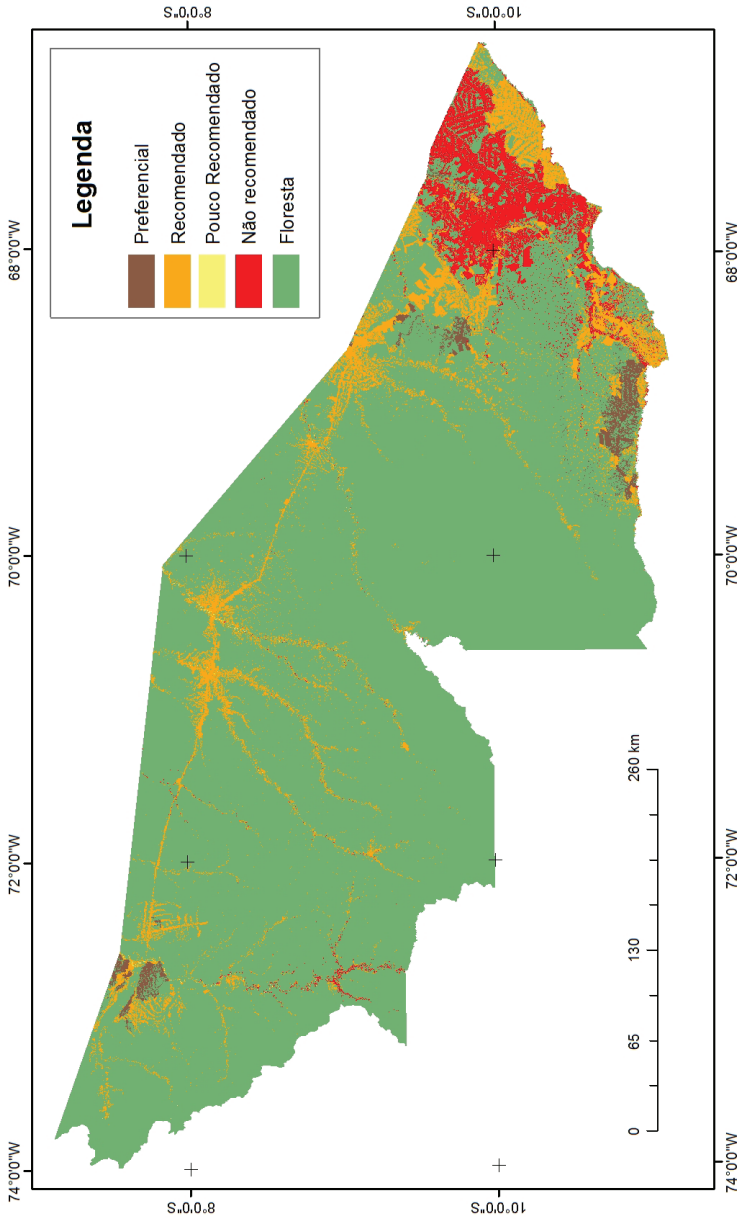 74°0'0"W
72°0'0"W
70°0'0"W
68°0'0"W
8°0'0"S
8°0'0"S
Legenda
Preferencial
Recomendado
Pouco Recomendado
Não recomendado
Floresta
10°0'0"S
10°0'0"S
0
65
130
260 km
74°0'0"W
72°0'0"W
70°0'0"W
68°0'0"W